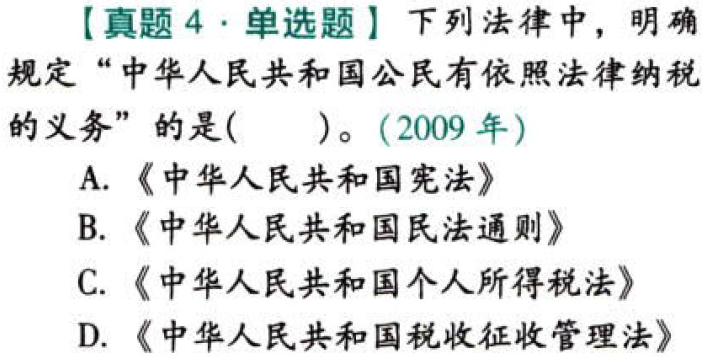 【真题 4 · 单选题】下列法律中，明确
规定“中华人民共和国公民有依照法律纳税
的义务”的是(　　)。(2009 年)
A. 《中华人民共和国宪法》
B. 《中华人民共和国民法通则》
C. 《中华人民共和国个人所得税法》
D. 《中华人民共和国税收征收管理法》